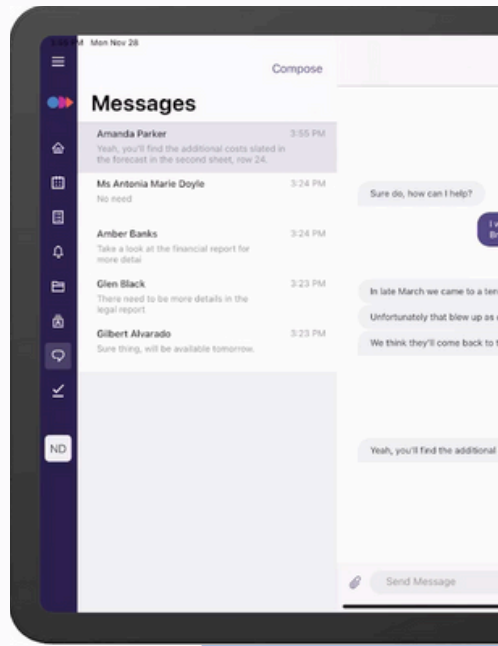 Mon Nov 28
Compose
Messages
Amanda Parker 3:55 PM
Yeah, you'll find the additional costs slated in
the forecast in the second sheet, row 24.
Ms Antonia Marie Doyle 3:24 PM
No need
Amber Banks 3:24 PM
Take a look at the financial report for
more detai
Glen Black 3:23 PM
There need to be more details in the
legal report
Gilbert Alvarado 3:23 PM
Sure thing, will be available tomorrow.
ND
Sure do, how can I help?
In late March we came to a
Unfortunately that blew up as
We think they'll come back to
Yeah, you'll find the additional
Send Message